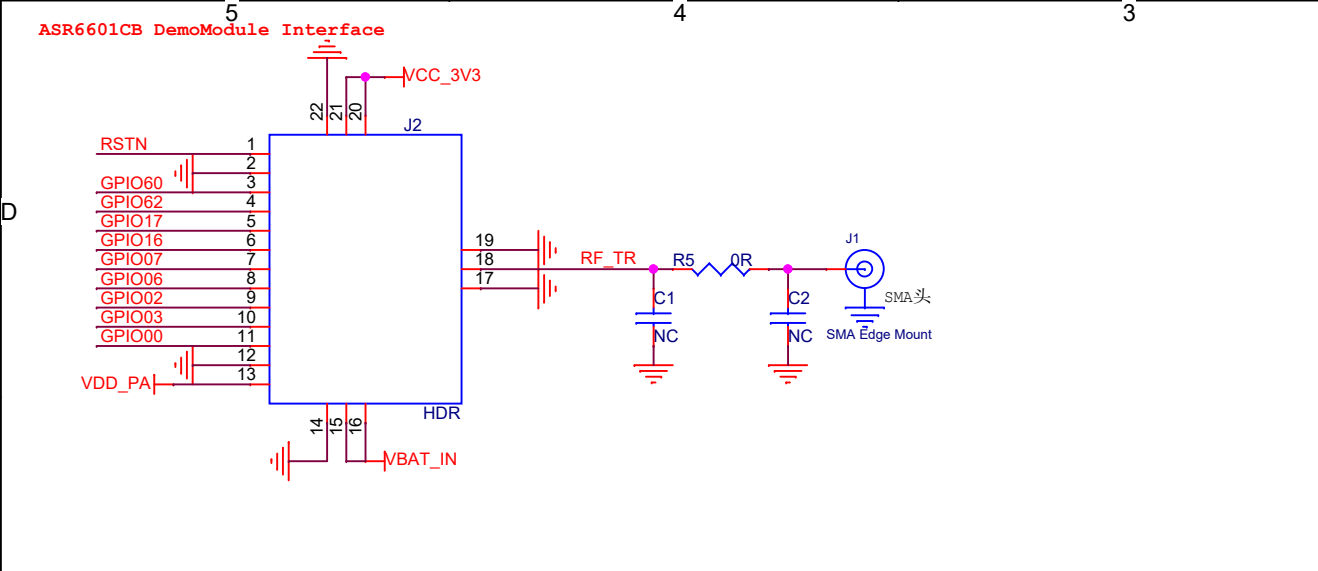 5 4 3
ASR6601CB DemoModule Interface
VCC_3V3
22 21 20
J2
RSTN 1
2
GPIO60 3
GPIO62 4
GPIO17 5
GPIO16 6
GPIO07 7
GPIO06 8
GPIO02 9
GPIO03 10
GPIO00 11
12
VDD_PA 13
D
19
18 RF_TR R5 0R
17
J1
C1
NC
C2
NC
SMA头
SMA Edge Mount
HDR
14 15 16
VBAT_IN